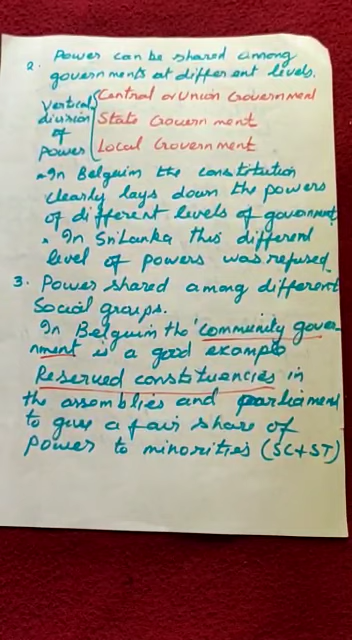 2. Power can be shared among
governments at different levels.
Vertical division of Power
Central or Union Government
State Government
Local Government
In Belguim the constitution
clearly lays down the powers
of different levels of government
In SriLanka this different
level of powers was refused
3. Power shared among different
Social groups.
In Belguim the 'community gover-
nment is a good example
Reserved constituencies in
the assemblies and parliament
to give a fair share of
Power to minorities (SC+ST)